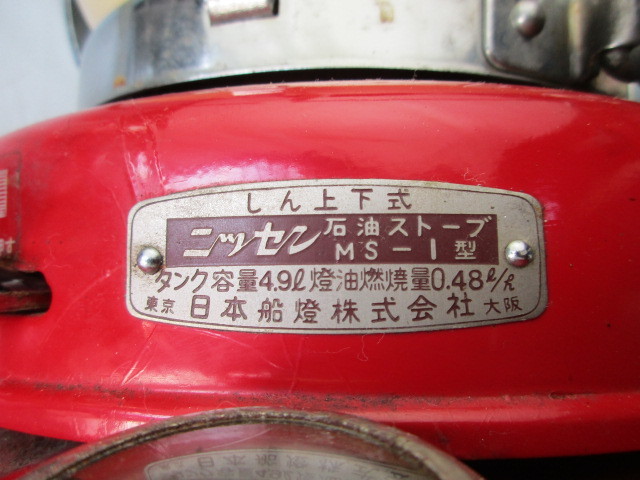 しん上下式
ニッセン 石油ストーブ
MS-1型
タンク容量4.9ℓ燈油燃焼量0.48ℓ/h
東京 日本船燈株式会社 大阪